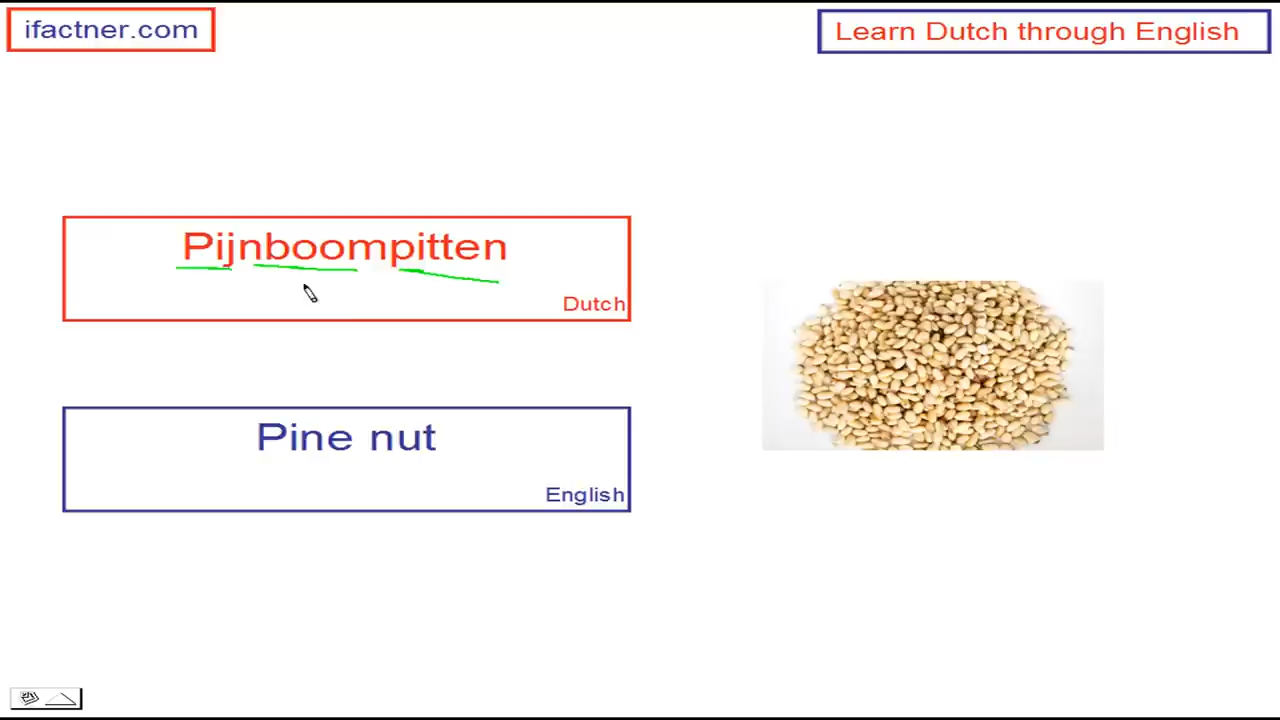 ifactner.com
Learn Dutch through English
Pijnboompitten
Dutch
Pine nut
English